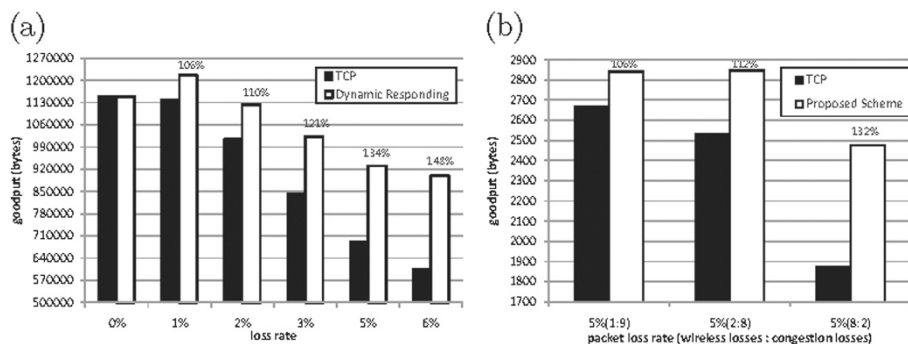 (a)
1270000
1200000
1130000
1060000
990000
920000
850000
780000
710000
640000
570000
500000
goodput (bytes)
106%
110%
121%
134%
148%
TCP
Dynamic Responding
0% 1% 2% 3% 5% 6%
loss rate
(b)
2900
2800
2700
2600
2500
2400
2300
2200
2100
2000
1900
1800
1700
goodput (bytes)
106%
112%
132%
TCP
Proposed Scheme
5%(1:9) 5%(2:8) 5%(8:2)
packet loss rate (wireless losses : congestion losses)